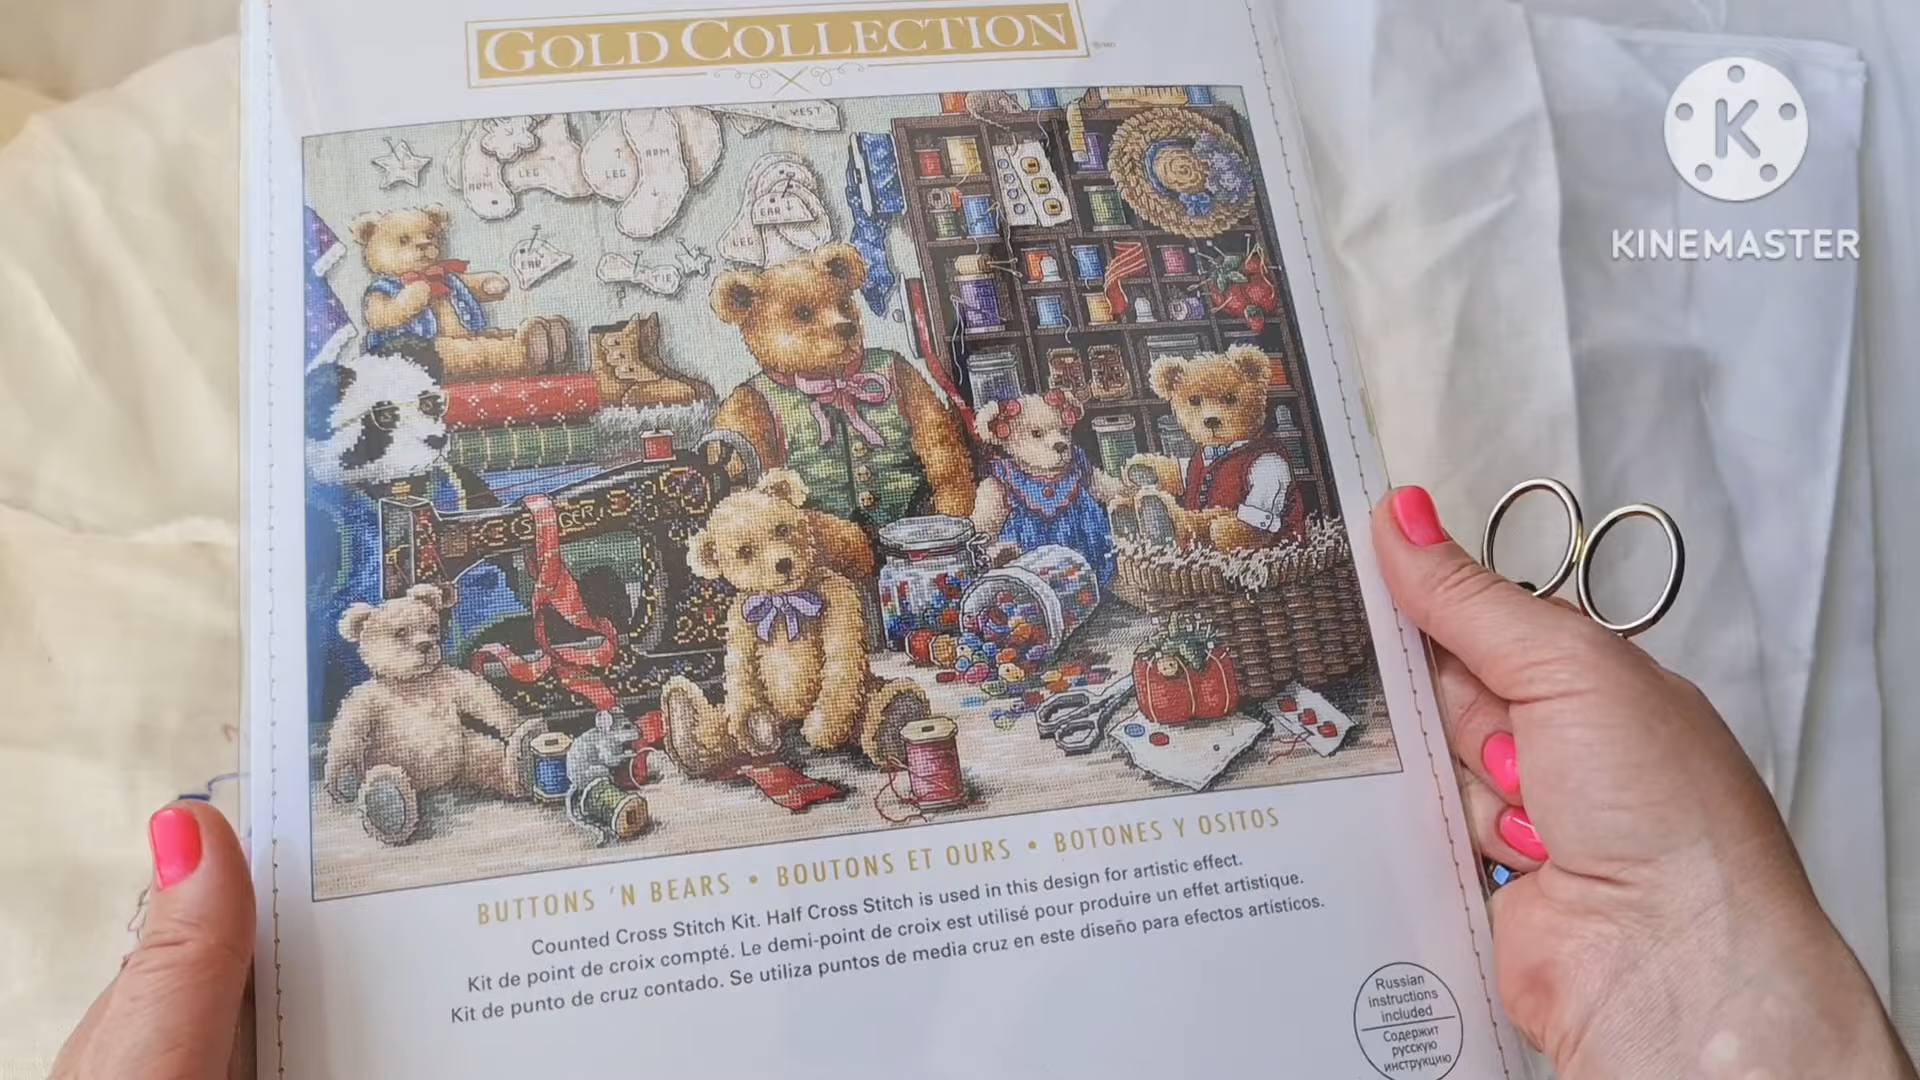 GOLD COLLECTION
KINEMASTER
VEST
ARM
LEG
LEG
ARM
EAR
LEG
EAR
SINGER
BUTTONS 'N BEARS • BOUTONS ET OURS • BOTONES Y OSITOS
Counted Cross Stitch Kit. Half Cross Stitch is used in this design for artistic effect.
Kit de point de croix compté. Le demi-point de croix est utilisé pour produire un effet artistique.
Kit de punto de cruz contado. Se utiliza puntos de media cruz en este diseño para efectos artísticos.
Russian
instructions
included
Содержит
русскую
инструкцию